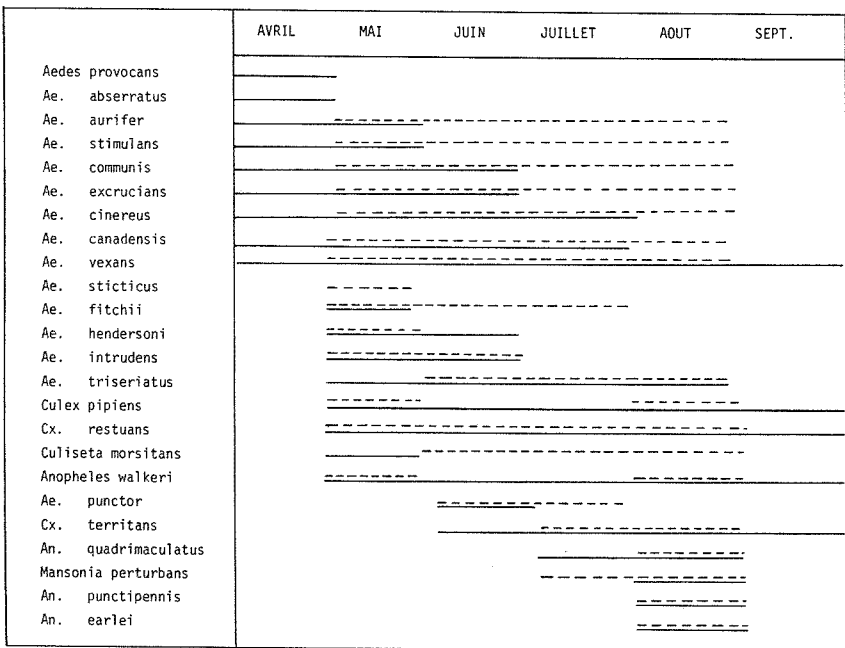 AVRIL MAI JUIN JUILLET AOUT SEPT.
Aedes provocans
Ae. abserratus
Ae. aurifer
Ae. stimulans
Ae. communis
Ae. excrucians
Ae. cinereus
Ae. canadensis
Ae. vexans
Ae. sticticus
Ae. fitchii
Ae. hendersoni
Ae. intrudens
Ae. triseriatus
Culex pipiens
Cx. restuans
Culiseta morsitans
Anopheles walkeri
Ae. punctor
Cx. territans
An. quadrimaculatus
Mansonia perturbans
An. punctipennis
An. earlei